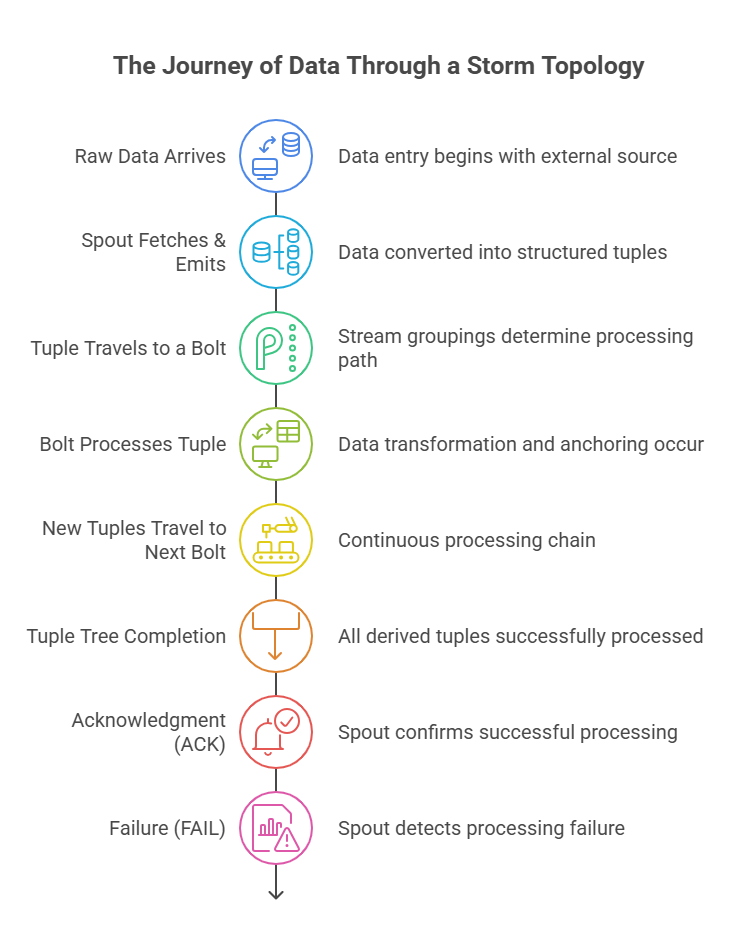 The Journey of Data Through a Storm Topology
Raw Data Arrives
Data entry begins with external source
Spout Fetches &
Emits
Data converted into structured tuples
Tuple Travels to a Bolt
Stream groupings determine processing
path
Bolt Processes Tuple
Data transformation and anchoring occur
New Tuples Travel to
Next Bolt
Continuous processing chain
Tuple Tree Completion
All derived tuples successfully processed
Acknowledgment
(ACK)
Spout confirms successful processing
Failure (FAIL)
Spout detects processing failure